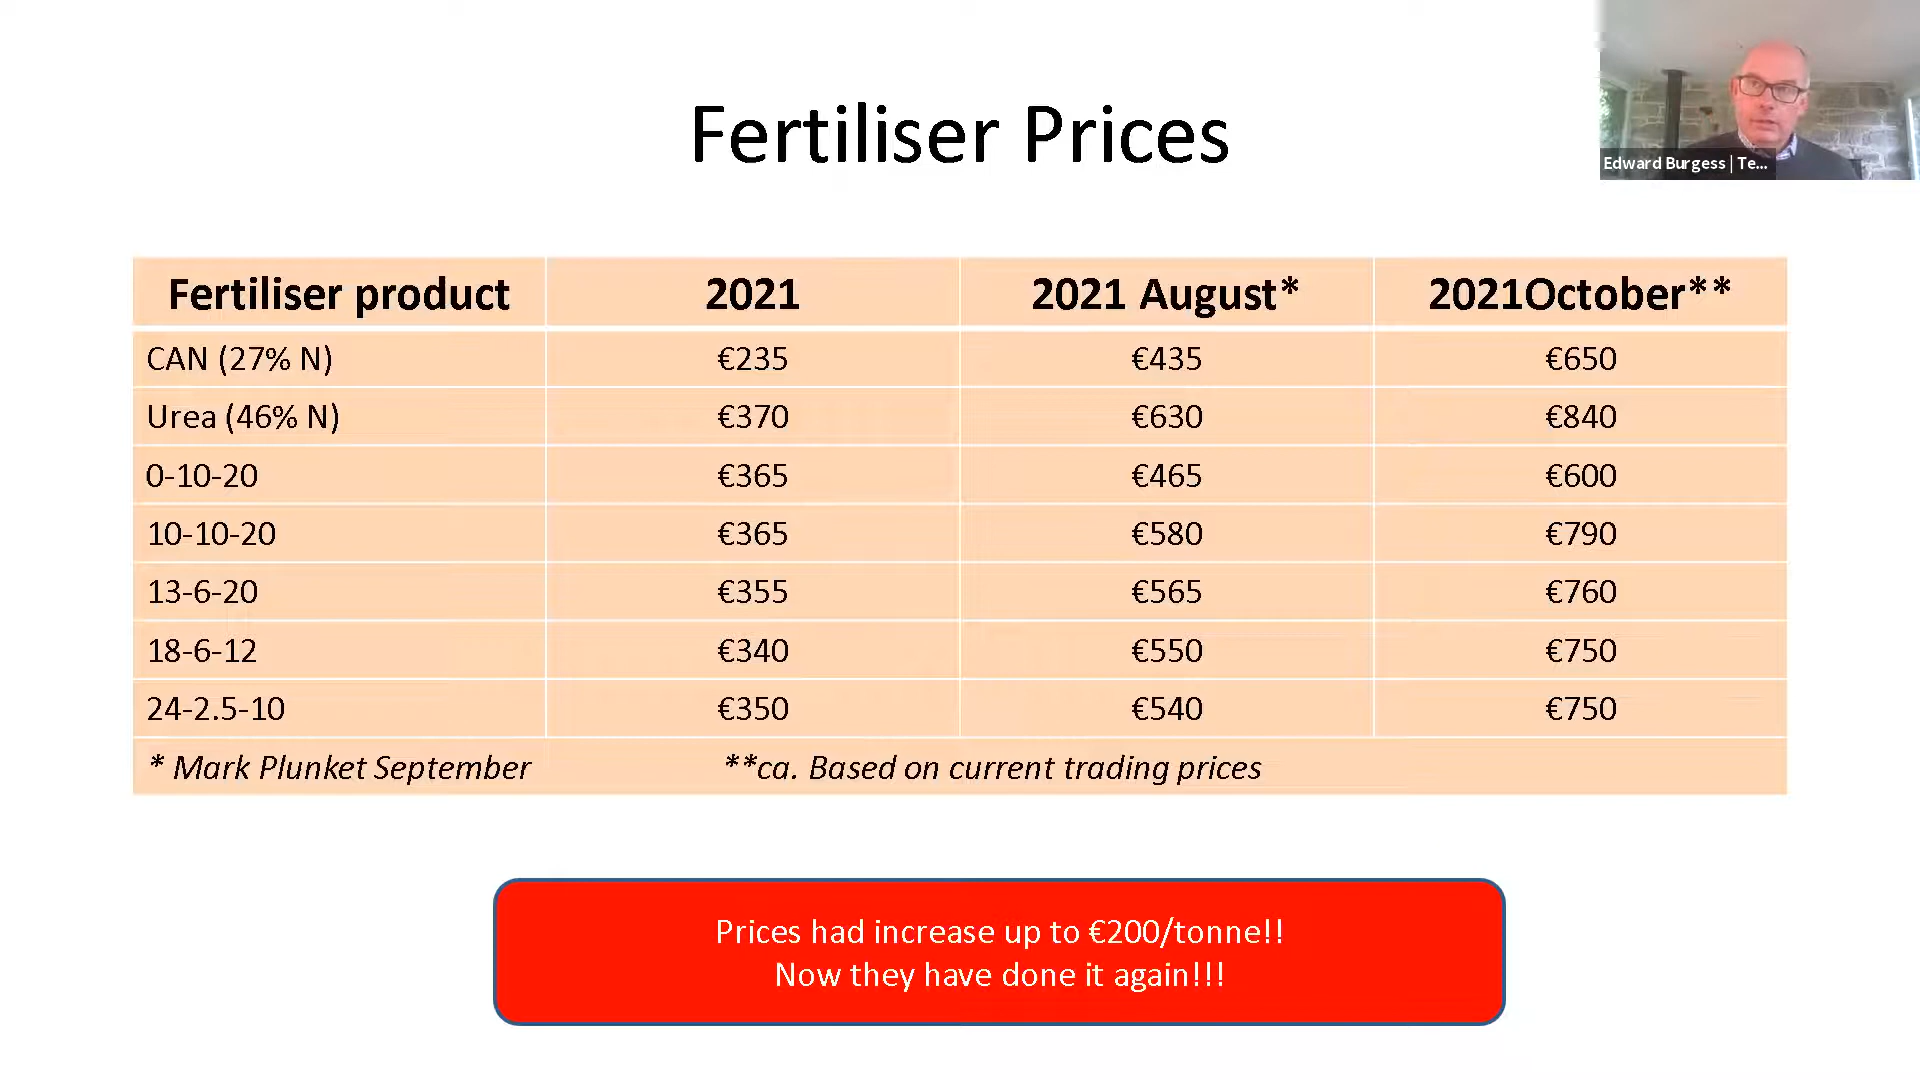 Fertiliser Prices
Edward Burgess | Te...
Fertiliser product 2021 2021 August* 2021October**
CAN (27% N) €235 €435 €650
Urea (46% N) €370 €630 €840
0-10-20 €365 €465 €600
10-10-20 €365 €580 €790
13-6-20 €355 €565 €760
18-6-12 €340 €550 €750
24-2.5-10 €350 €540 €750
* Mark Plunket September **ca. Based on current trading prices
Prices had increase up to €200/tonne!!
Now they have done it again!!!